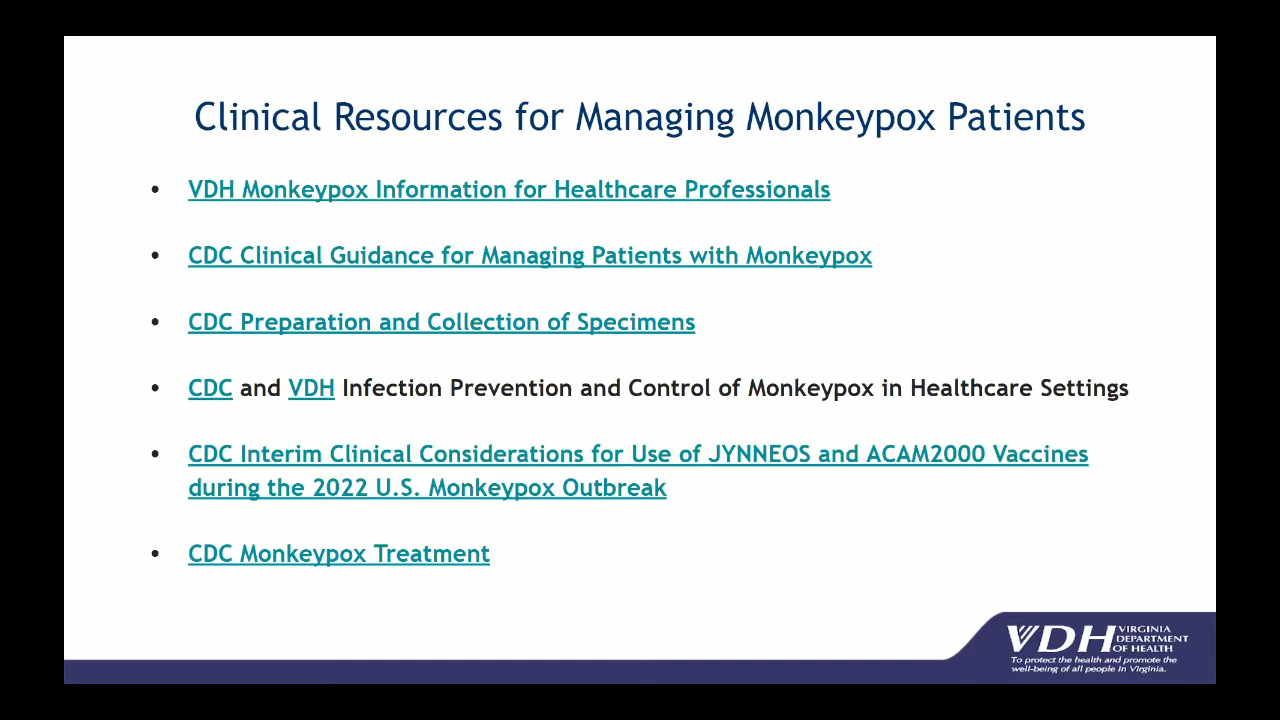 Clinical Resources for Managing Monkeypox Patients
• VDH Monkeypox Information for Healthcare Professionals
• CDC Clinical Guidance for Managing Patients with Monkeypox
• CDC Preparation and Collection of Specimens
• CDC and VDH Infection Prevention and Control of Monkeypox in Healthcare Settings
• CDC Interim Clinical Considerations for Use of JYNNEOS and ACAM2000 Vaccines
during the 2022 U.S. Monkeypox Outbreak
• CDC Monkeypox Treatment
VDH
VIRGINIA
DEPARTMENT
OF HEALTH
To protect the health and promote the
well-being of all people in Virginia.